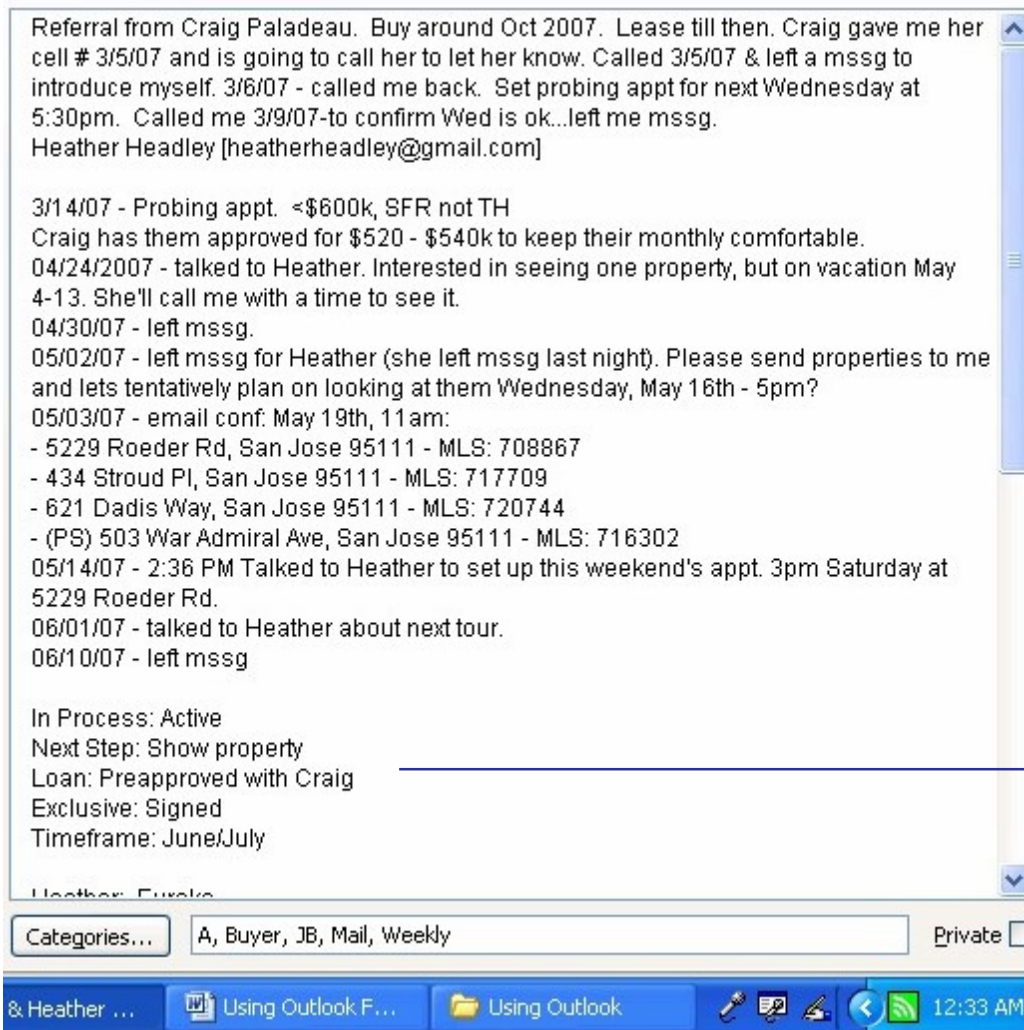 Referral from Craig Paladeau.  Buy around Oct 2007.  Lease till then. Craig gave me her
cell # 3/5/07 and is going to call her to let her know. Called 3/5/07 & left a mssg to
introduce myself. 3/6/07 - called me back.  Set probing appt for next Wednesday at
5:30pm.  Called me 3/9/07-to confirm Wed is ok...left me mssg.
Heather Headley [heatherheadley@gmail.com]
3/14/07 - Probing appt.  <$600k, SFR not TH
Craig has them approved for $520 - $540k to keep their monthly comfortable.
04/24/2007 - talked to Heather. Interested in seeing one property, but on vacation May
4-13. She'll call me with a time to see it.
04/30/07 - left mssg.
05/02/07 - left mssg for Heather (she left mssg last night). Please send properties to me
and lets tentatively plan on looking at them Wednesday, May 16th - 5pm?
05/03/07 - email conf: May 19th, 11am:
- 5229 Roeder Rd, San Jose 95111 - MLS: 708867
- 434 Stroud Pl, San Jose 95111 - MLS: 717709
- 621 Dadis Way, San Jose 95111 - MLS: 720744
- (PS) 503 War Admiral Ave, San Jose 95111 - MLS: 716302
05/14/07 - 2:36 PM Talked to Heather to set up this weekend's appt. 3pm Saturday at
5229 Roeder Rd.
06/01/07 - talked to Heather about next tour.
06/10/07 - left mssg
In Process: Active
Next Step: Show property
Loan: Preapproved with Craig
Exclusive: Signed
Timeframe: June/July
Categories... A, Buyer, JB, Mail, Weekly Private
& Heather ... Using Outlook F... Using Outlook 12:33 AM